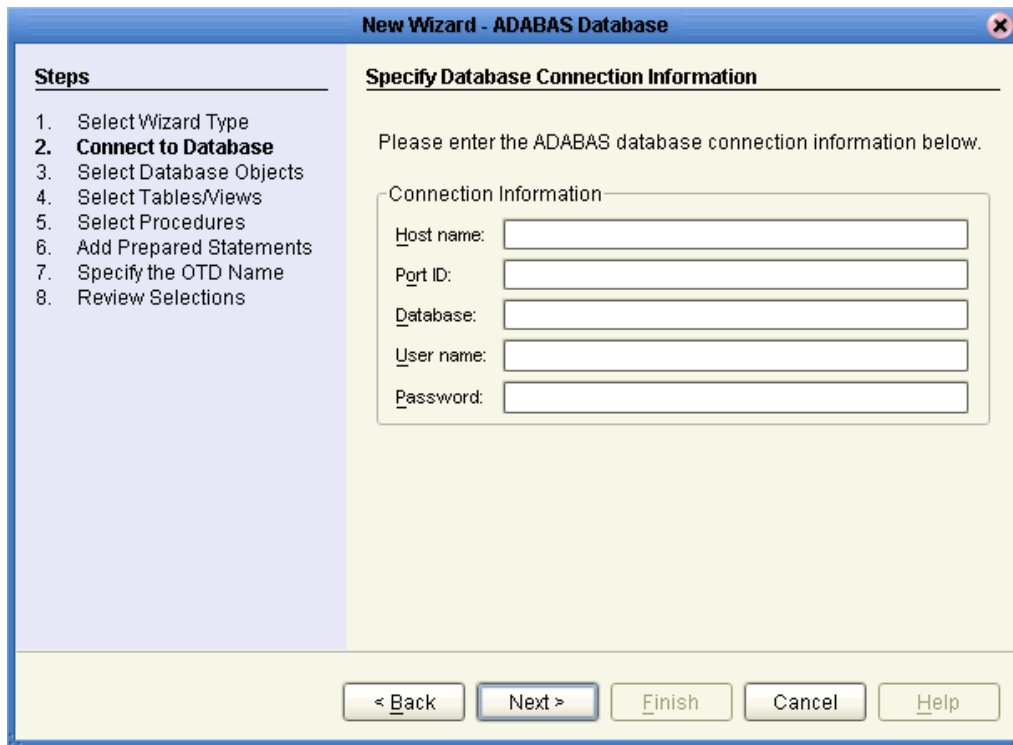 New Wizard - ADABAS Database
Steps
1. Select Wizard Type
2. Connect to Database
3. Select Database Objects
4. Select Tables/Views
5. Select Procedures
6. Add Prepared Statements
7. Specify the OTD Name
8. Review Selections
Specify Database Connection Information
Please enter the ADABAS database connection information below.
Connection Information
Host name:
Port ID:
Database:
User name:
Password:
< Back Next > Finish Cancel Help